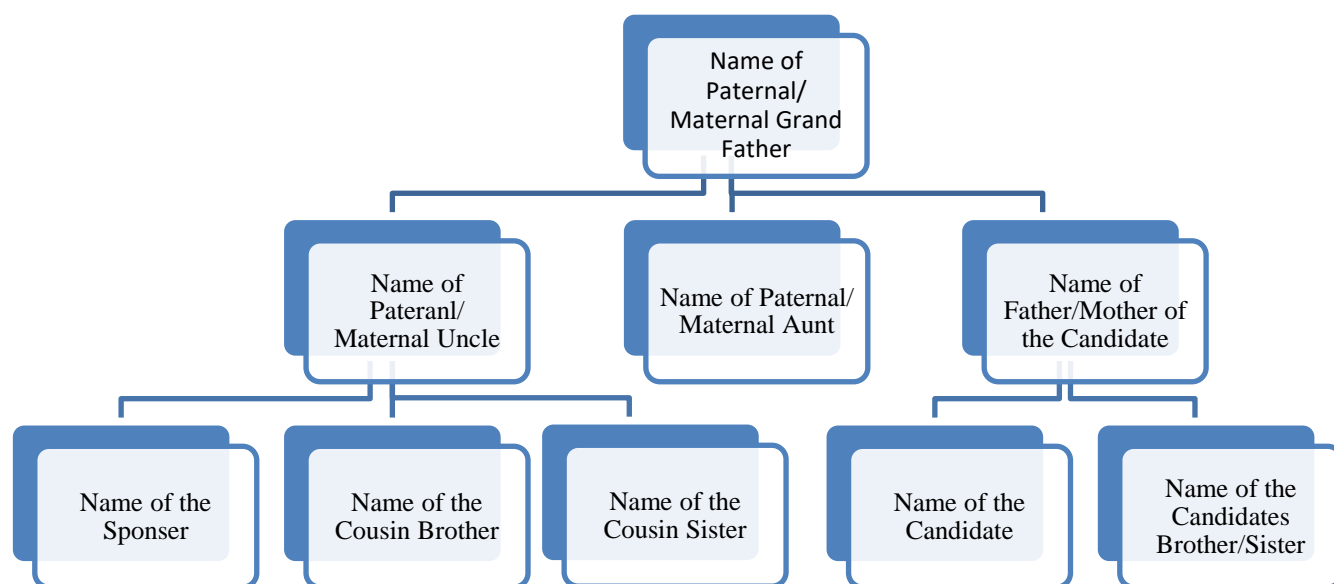 Name of
Paternal/
Maternal Grand
Father
Name of
Pateranl/
Maternal Uncle
Name of Paternal/
Maternal Aunt
Name of
Father/Mother of
the Candidate
Name of the
Sponser
Name of the
Cousin Brother
Name of the
Cousin Sister
Name of the
Candidate
Name of the
Candidates
Brother/Sister